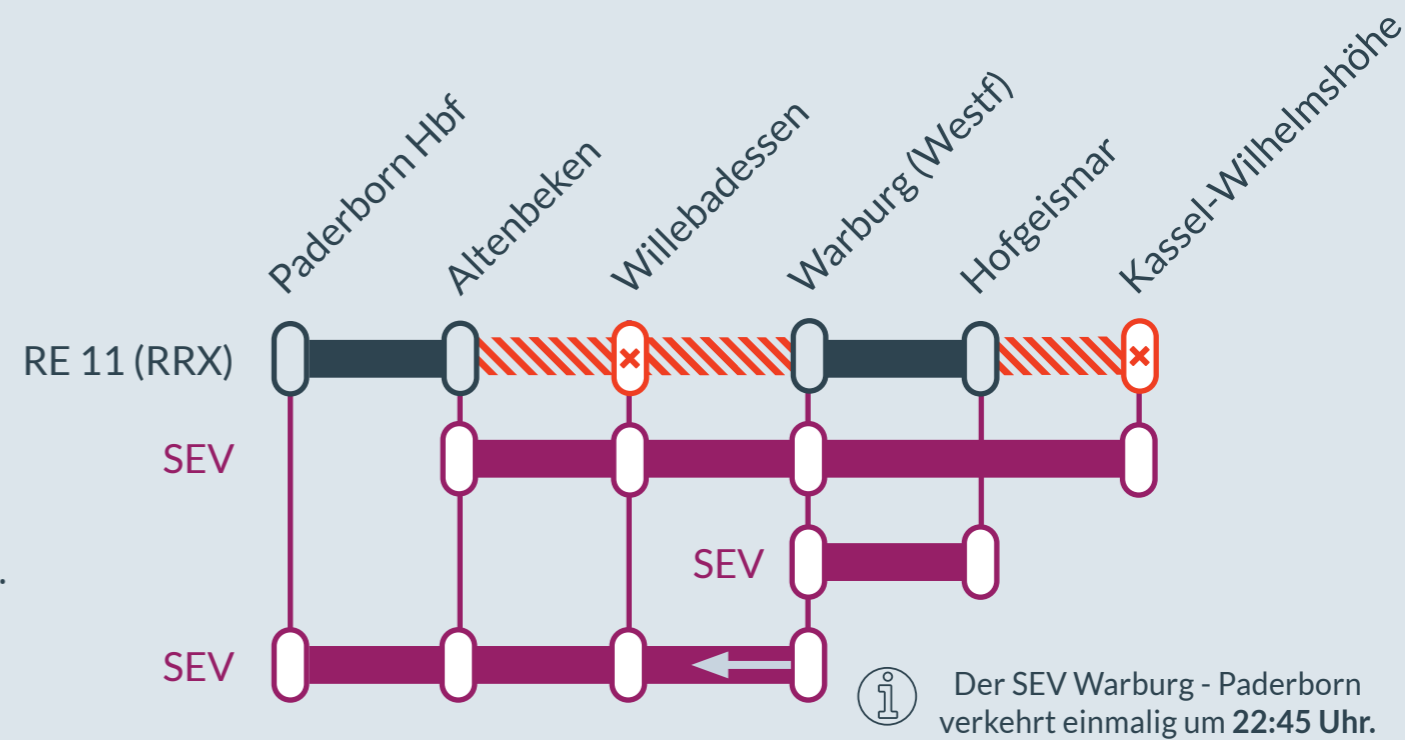 Paderborn Hbf
Altenbeken
Willebadessen
Warburg (Westf)
Hofgeismar
Kassel-Wilhelmshöhe
RE 11 (RRX)
SEV
SEV
.
SEV
Der SEV Warburg - Paderborn
verkehrt einmalig um 22:45 Uhr.